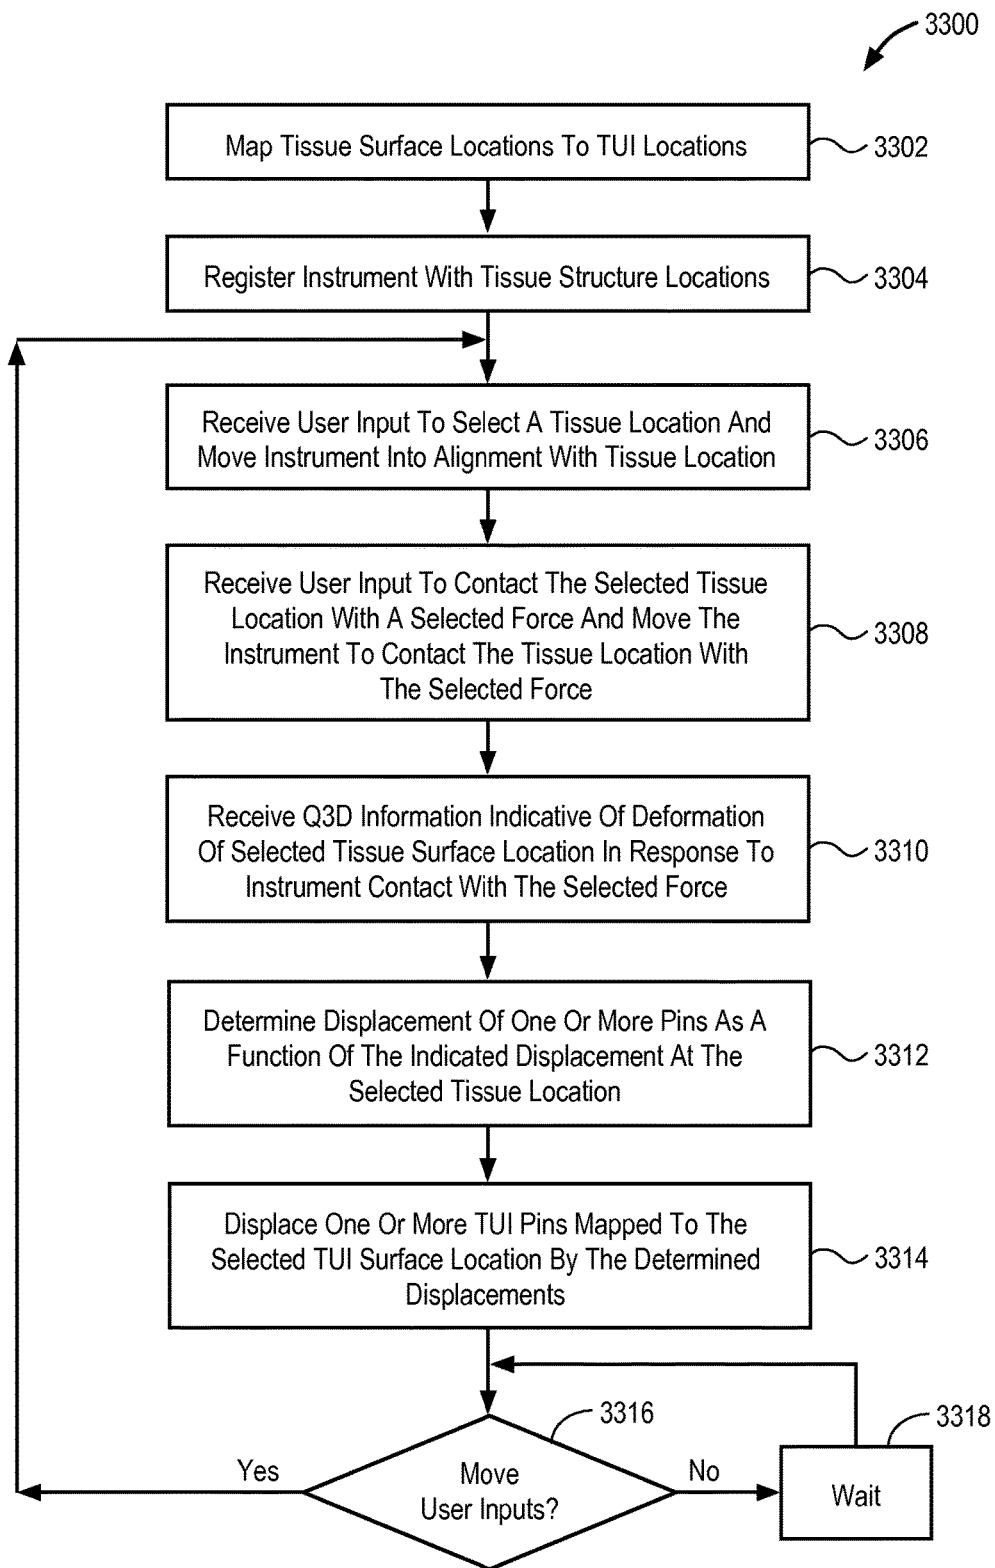 3300
Map Tissue Surface Locations To TUI Locations
3302
Register Instrument With Tissue Structure Locations
3304
Receive User Input To Select A Tissue Location And
Move Instrument Into Alignment With Tissue Location
3306
Receive User Input To Contact The Selected Tissue
Location With A Selected Force And Move The
Instrument To Contact The Tissue Location With
The Selected Force
3308
Receive Q3D Information Indicative Of Deformation
Of Selected Tissue Surface Location In Response To
Instrument Contact With The Selected Force
3310
Determine Displacement Of One Or More Pins As A
Function Of The Indicated Displacement At The
Selected Tissue Location
3312
Displace One Or More TUI Pins Mapped To The
Selected TUI Surface Location By The Determined
Displacements
3314
3316
3318
Yes
Move
User Inputs?
No
Wait